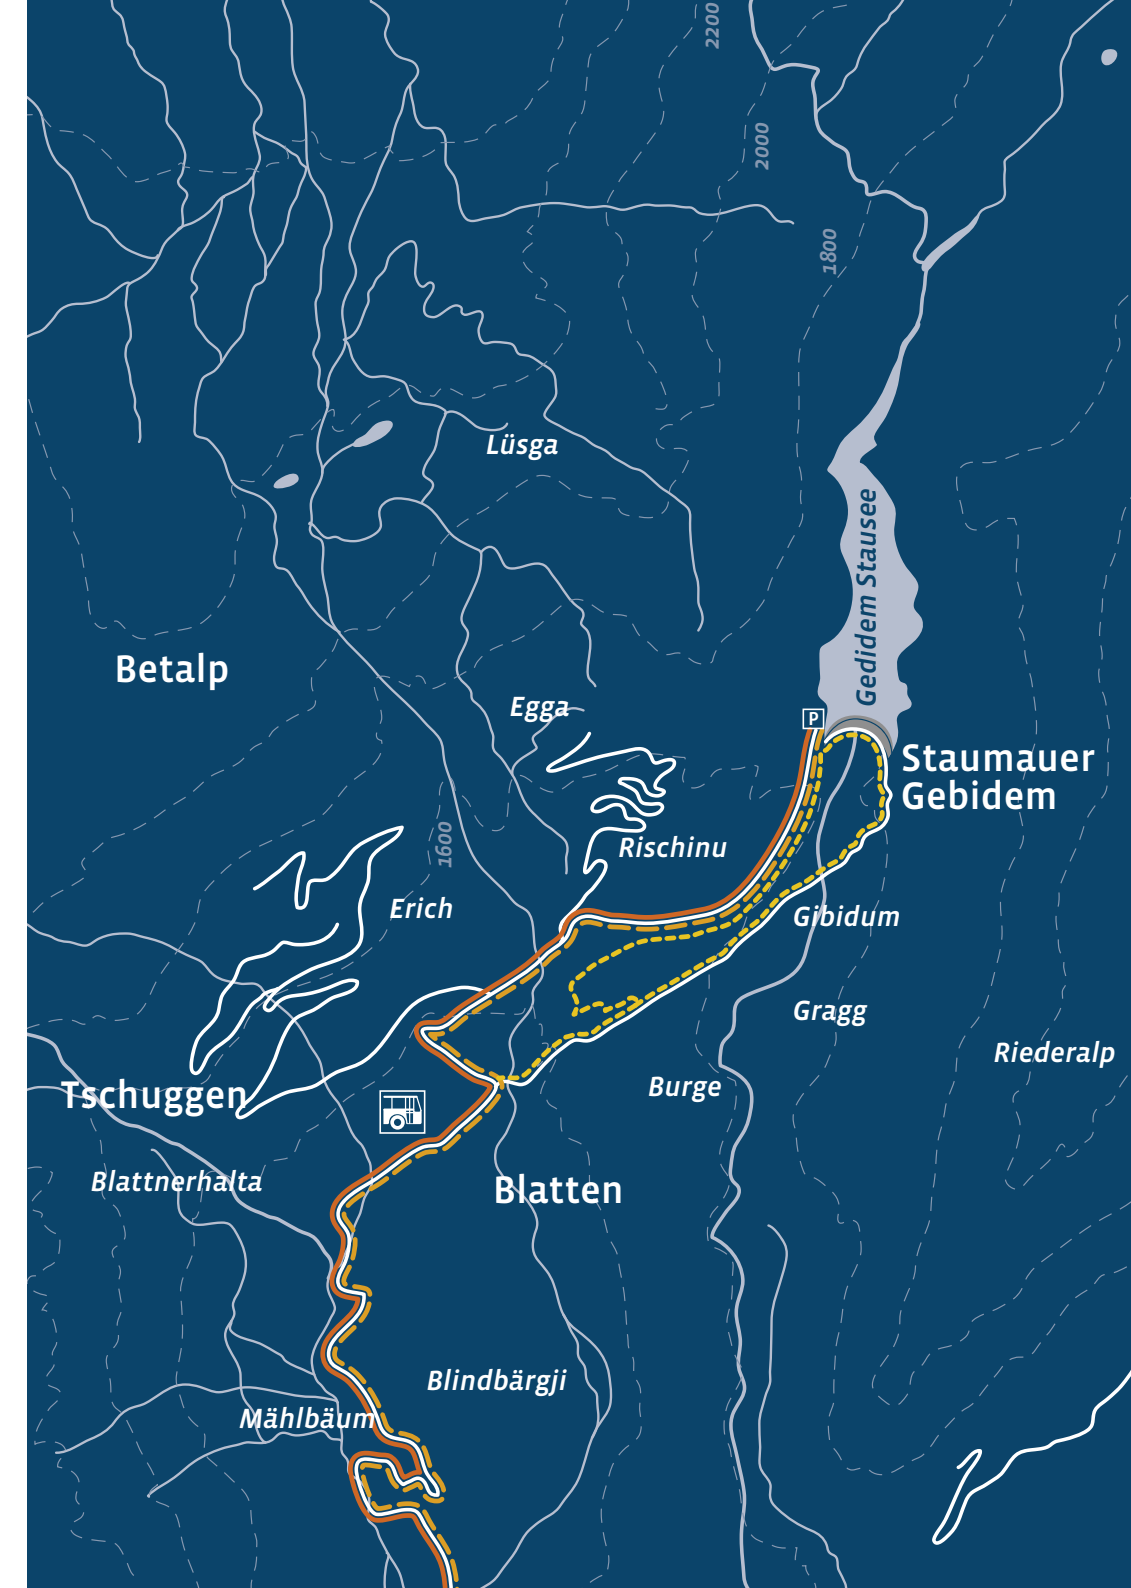 2200
2000
1800
Lüsga
Gedidem Stausee
Betalp
Egga
P
Staumauer
Gebidem
1600
Rischinu
Erich
Gibidum
Gragg
Riederalp
Burge
Tschuggen
Blattnerhalta
Blatten
Blindbärgji
Mählbäum